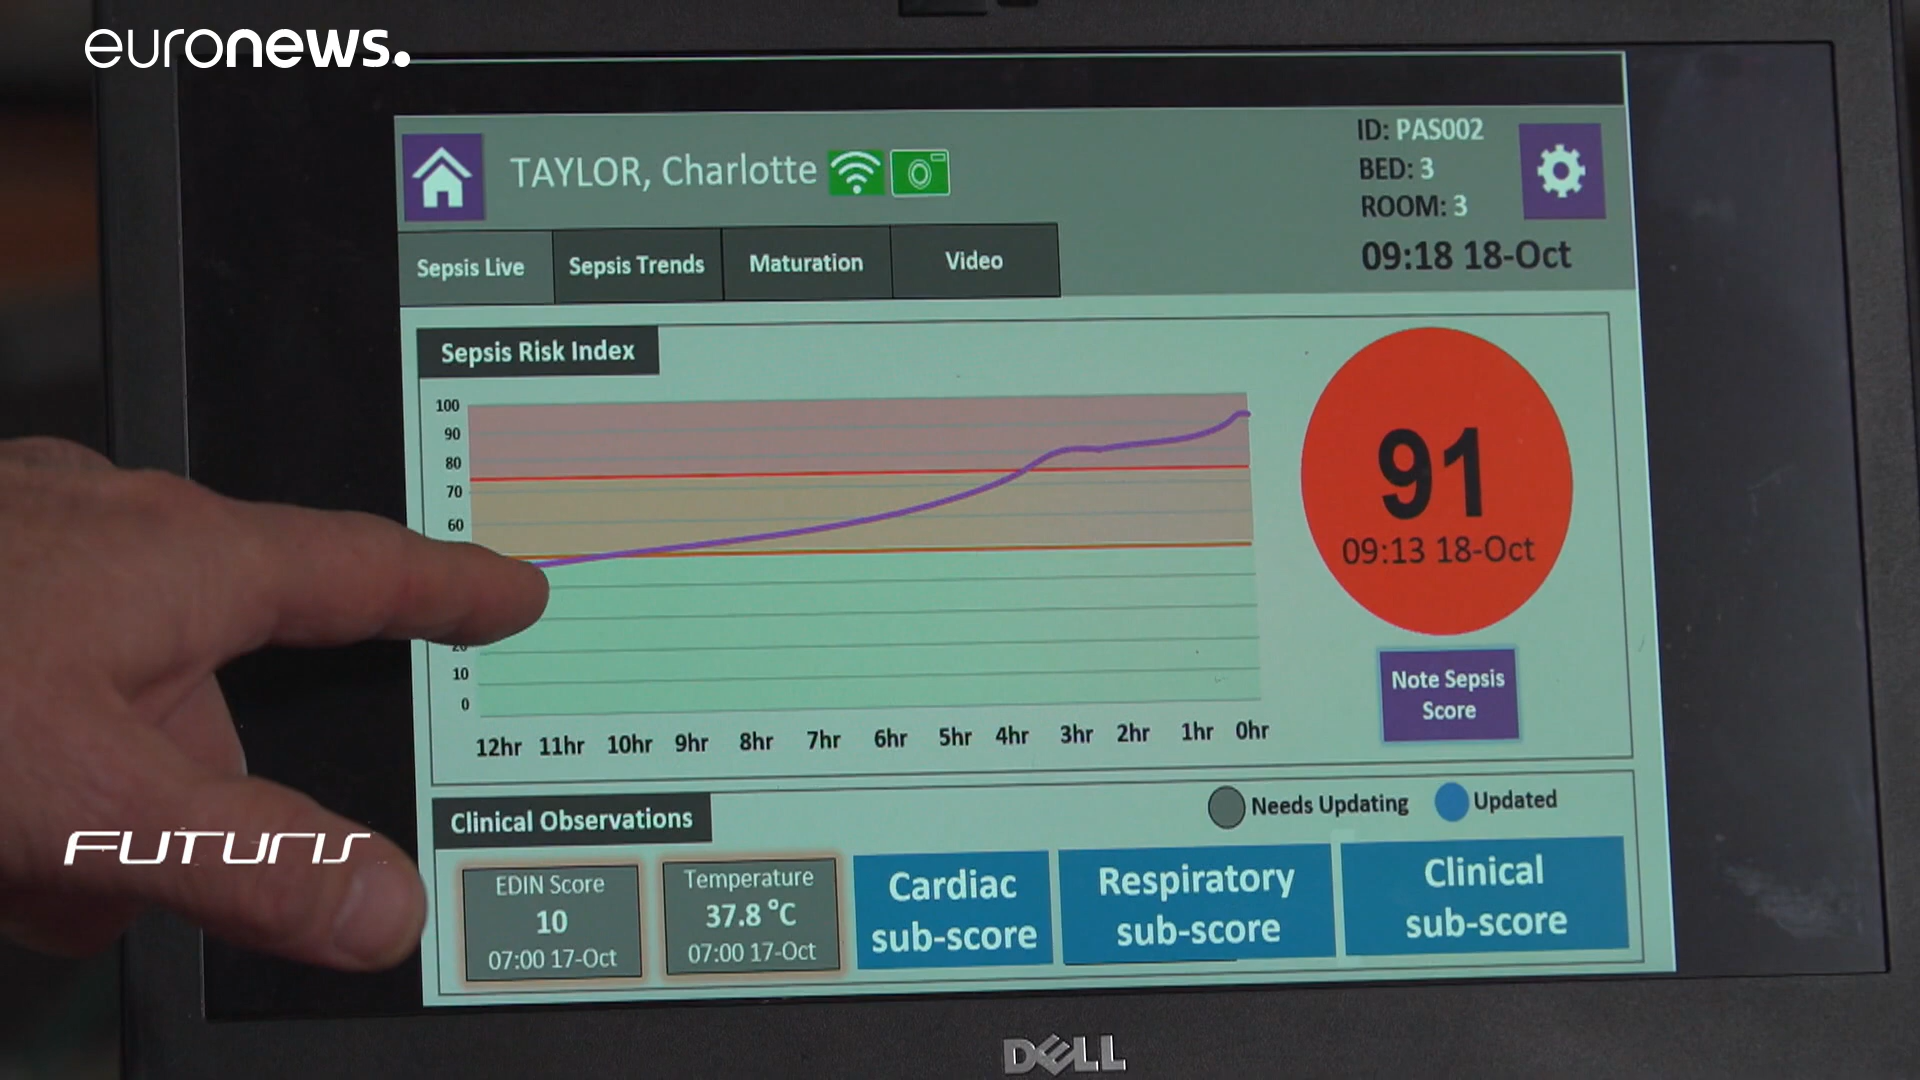 euronews.
TAYLOR, Charlotte
ID: PAS002
BED: 3
ROOM: 3
09:18 18-Oct
Sepsis Live
Sepsis Trends
Maturation
Video
Sepsis Risk Index
100
90
80
70
60
20
10
0
12hr 11hr 10hr 9hr 8hr 7hr 6hr 5hr 4hr 3hr 2hr 1hr 0hr
91
09:13 18-Oct
Note Sepsis
Score
Clinical Observations
Needs Updating
Updated
EDIN Score
10
07:00 17-Oct
Temperature
37.8 °C
07:00 17-Oct
Cardiac
sub-score
Respiratory
sub-score
Clinical
sub-score
FUTURIS
DELL